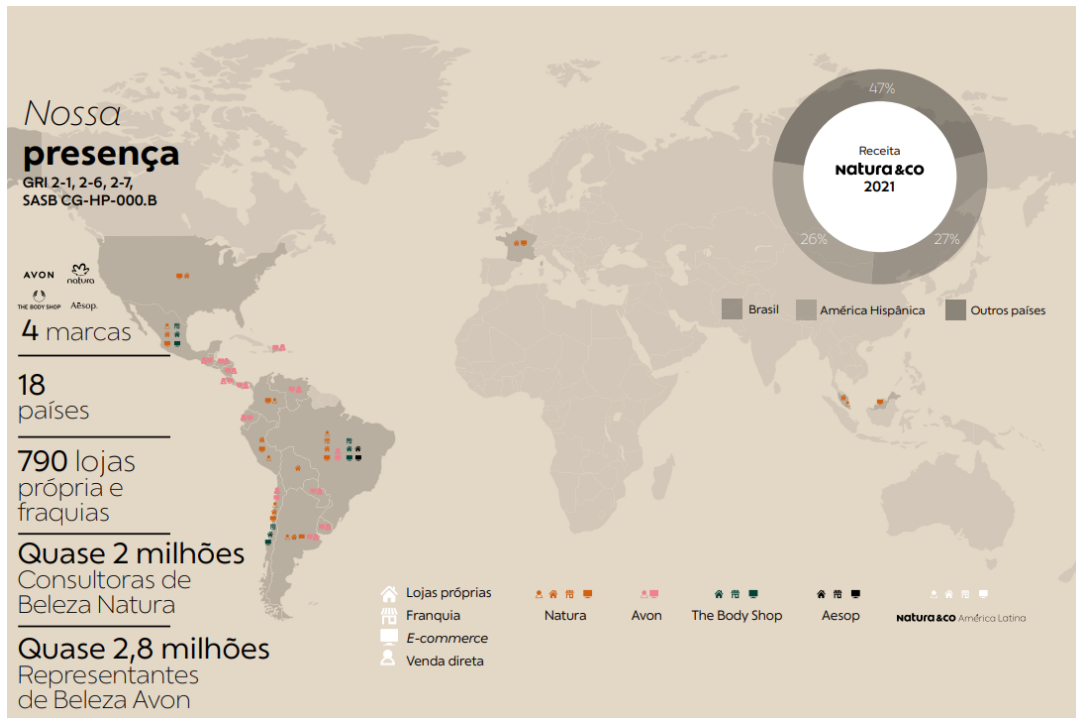 Nossa
presença
GRI 2-1, 2-6, 2-7,
SASB CG-HP-000.B
AVON
natura
THE BODY SHOP
Aēsop.
4 marcas
18
países
790 lojas
própria e
fraquias
Quase 2 milhões
Consultoras de
Beleza Natura
Quase 2,8 milhões
Representantes
de Beleza Avon
47%
Receita
natura &co
2021
26%
27%
Brasil
América Hispânica
Outros países
Lojas próprias
Franquia
E-commerce
Venda direta
Natura
Avon
The Body Shop
Aesop
natura &co América Latina